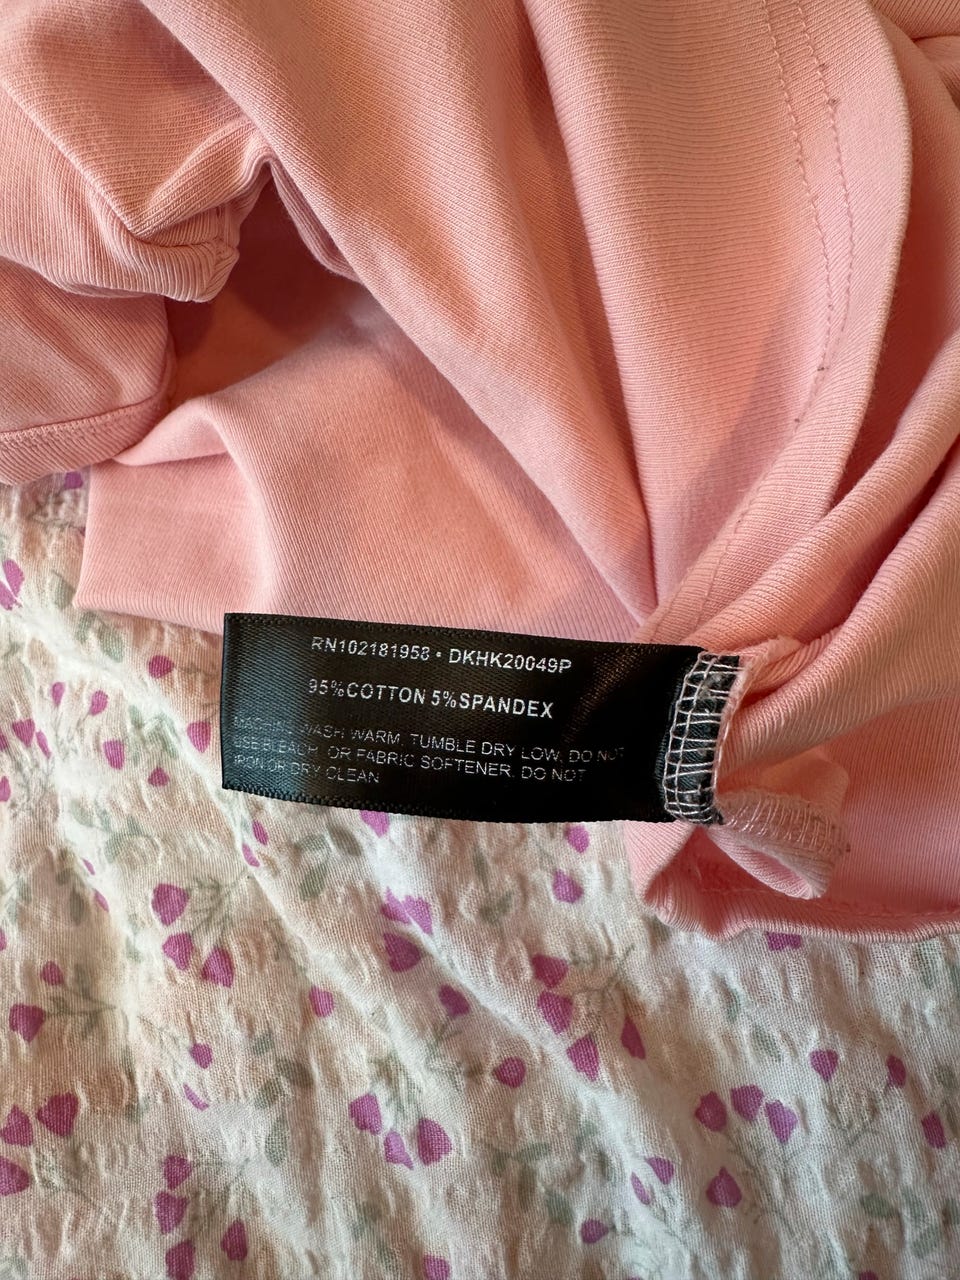 RN102181958 • DKHK20049P
95%COTTON 5%SPANDEX
MACHINE WASH WARM, TUMBLE DRY LOW, DO NOT
USE BLEACH, OR FABRIC SOFTENER, DO NOT
IRON OR DRY CLEAN